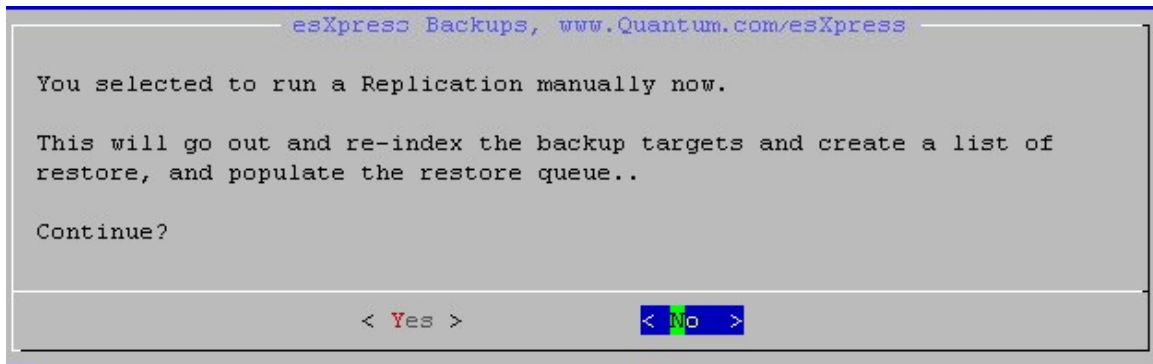 esXpress Backups, www.Quantum.com/esXpress
You selected to run a Replication manually now.
This will go out and re-index the backup targets and create a list of
restore, and populate the restore queue..
Continue?
< Yes > < No >